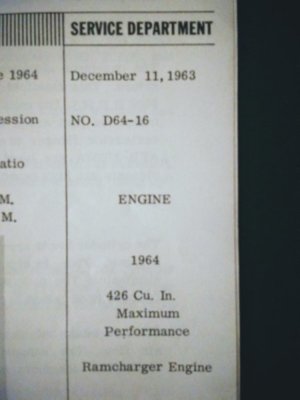 SERVICE DEPARTMENT
1964 December 11, 1963
ession NO. D64-16
atio
M. ENGINE
M.
1964
426 Cu. In.
Maximum
Performance
Ramcharger Engine